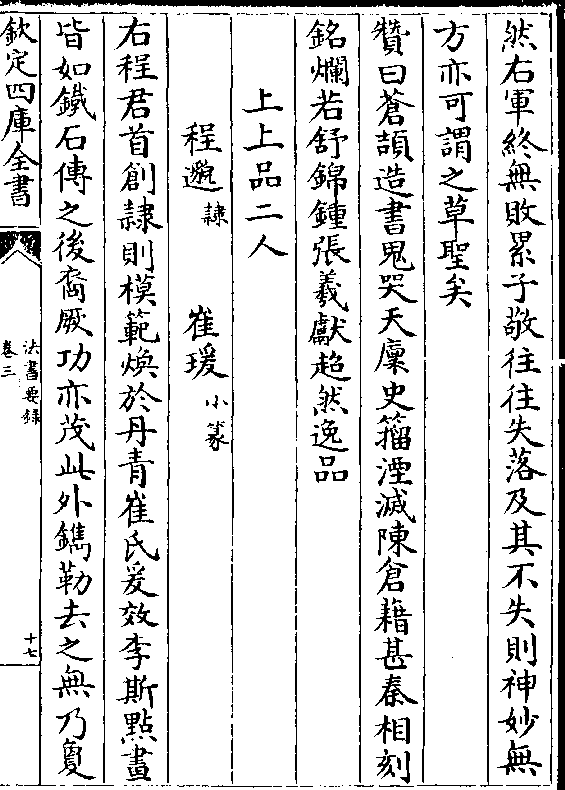 然右軍終無敗累子敬往往失落及其不失則神妙無
方亦可謂之草聖矣
贊曰蒼頡造書鬼哭天廩史籀湮滅陳倉藉甚秦相刻
銘爛若舒錦鍾張羲獻超然逸品
上上品二人
程邈隷 崔瑗小篆
右程君首創隷則模範煥於丹青崔氏爰效李斯點畫
皆如鐵石傳之後裔厥功亦茂此外鐫勒去之無乃敻
欽定四庫全書
法書要錄
卷三
十七